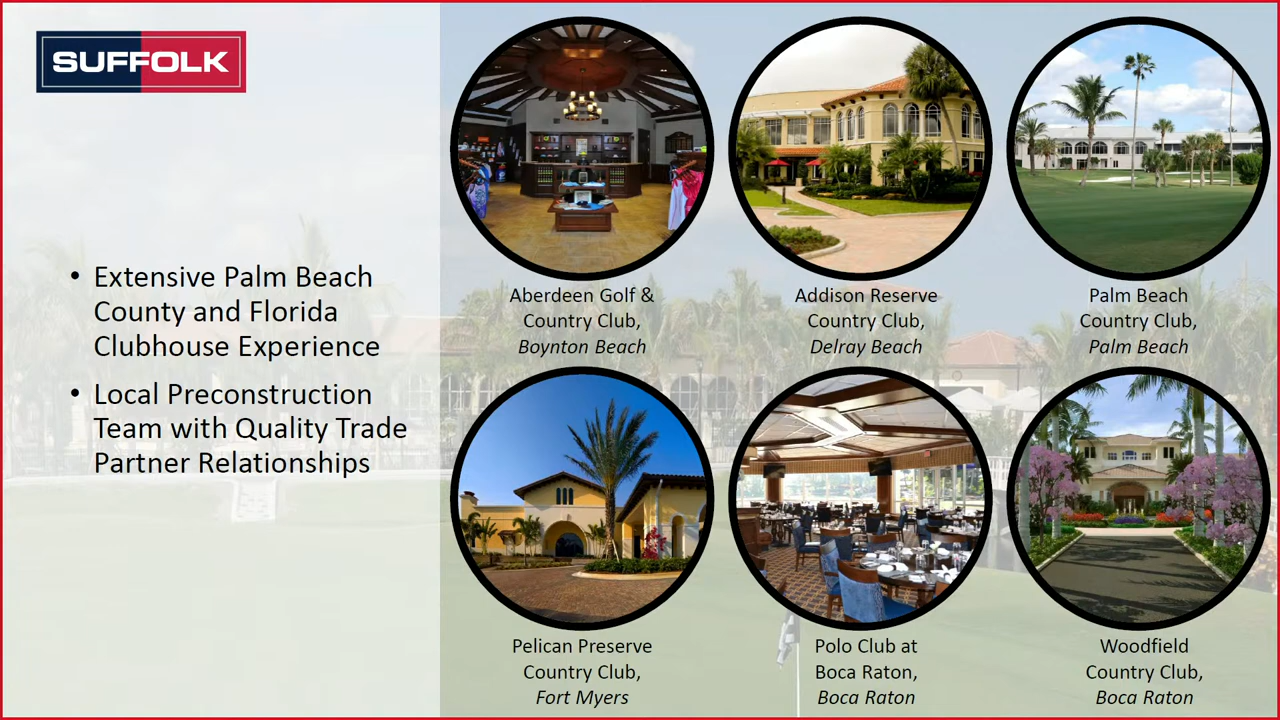 SUFFOLK
• Extensive Palm Beach
County and Florida
Clubhouse Experience
• Local Preconstruction
Team with Quality Trade
Partner Relationships
Aberdeen Golf &
Country Club,
Boynton Beach
Addison Reserve
Country Club,
Delray Beach
Palm Beach
Country Club,
Palm Beach
Pelican Preserve
Country Club,
Fort Myers
Polo Club at
Boca Raton,
Boca Raton
Woodfield
Country Club,
Boca Raton